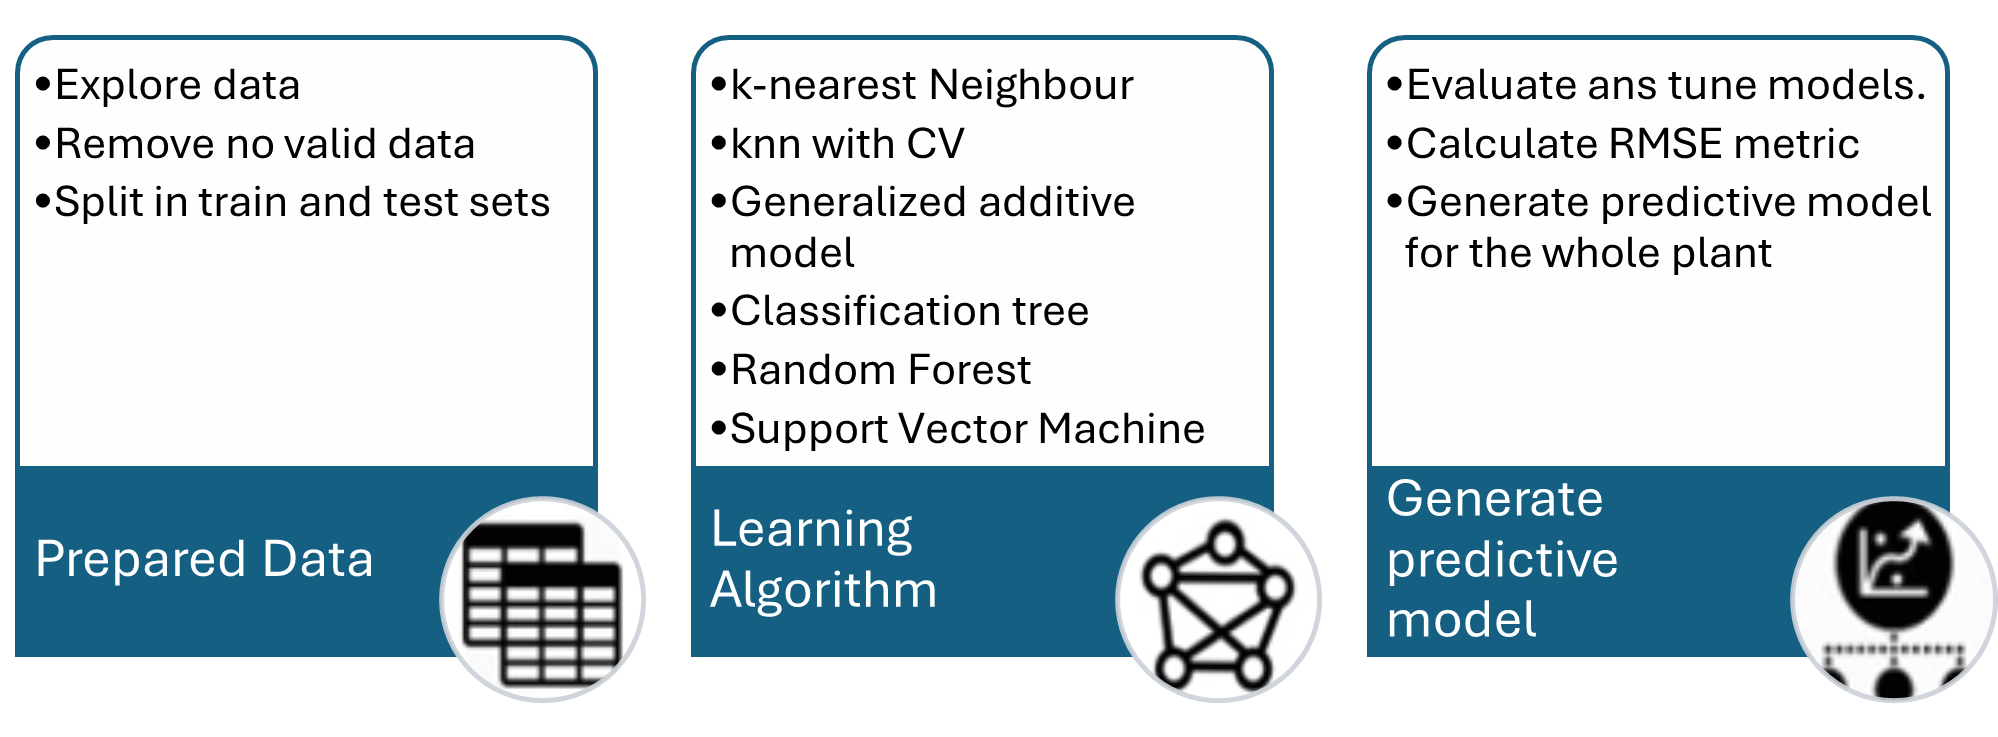 •Explore data
•Remove no valid data
•Split in train and test sets
Prepared Data
•k-nearest Neighbour
•knn with CV
•Generalized additive
model
•Classification tree
•Random Forest
•Support Vector Machine
Learning
Algorithm
•Evaluate ans tune models.
•Calculate RMSE metric
•Generate predictive model
for the whole plant
Generate
predictive
model